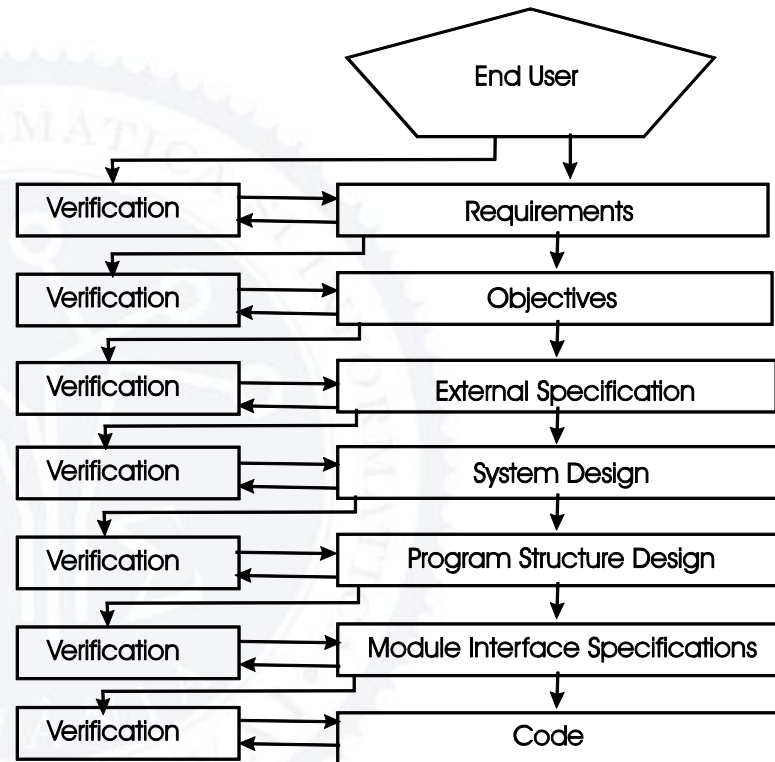 End User
Verification
Requirements
Verification
Objectives
Verification
External Specification
Verification
System Design
Verification
Program Structure Design
Verification
Module Interface Specifications
Verification
Code